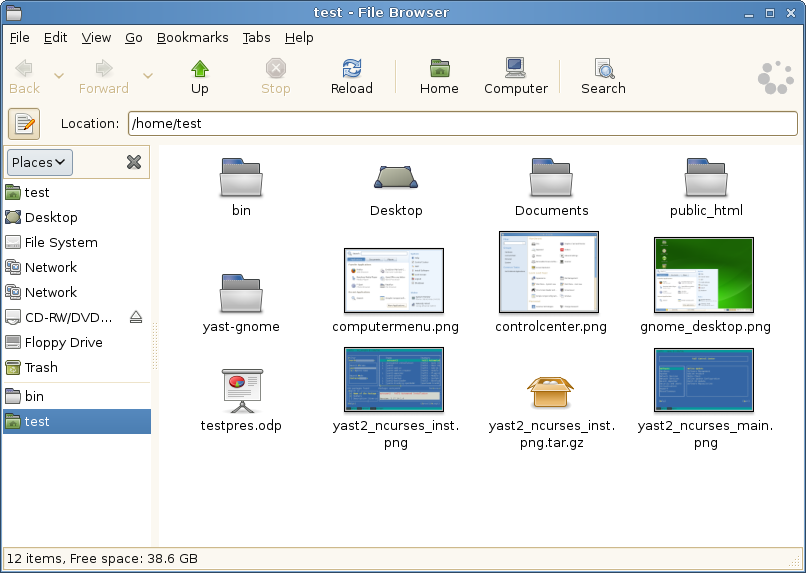 test - File Browser
File Edit View Go Bookmarks Tabs Help
Back Forward Up Stop Reload Home Computer Search
Location: /home/test
Places
test
Desktop
File System
Network
Network
CD-RW/DVD...
Floppy Drive
Trash
bin
test
bin Desktop Documents public_html
yast-gnome computermenu.png controlcenter.png gnome_desktop.png
testpres.odp yast2_ncurses_inst. yast2_ncurses_inst. yast2_ncurses_main.
png png.tar.gz png
12 items, Free space: 38.6 GB